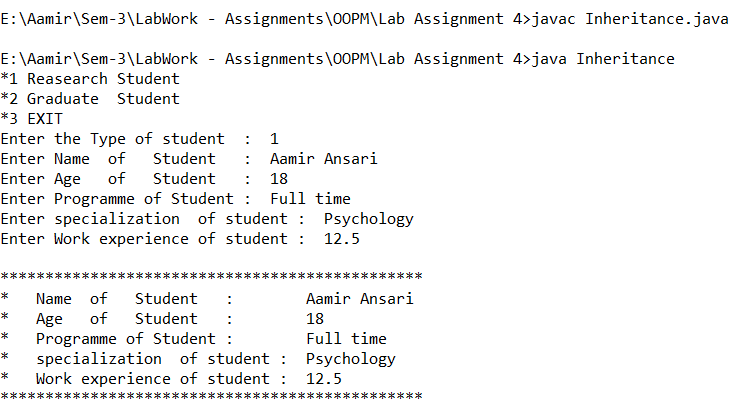 E:\Aamir\Sem-3\LabWork - Assignments\OOPM\Lab Assignment 4>javac Inheritance.java
E:\Aamir\Sem-3\LabWork - Assignments\OOPM\Lab Assignment 4>java Inheritance
*1 Reasearch Student
*2 Graduate  Student
*3 EXIT
Enter the Type of student  :  1
Enter Name  of   Student   :  Aamir Ansari
Enter Age   of   Student   :  18
Enter Programme of Student :  Full time
Enter specialization  of student :  Psychology
Enter Work experience of student :  12.5
***********************************************
*   Name  of   Student   :        Aamir Ansari
*   Age   of   Student   :        18
*   Programme of Student :        Full time
*   specialization  of student :  Psychology
*   Work experience of student :  12.5
***********************************************